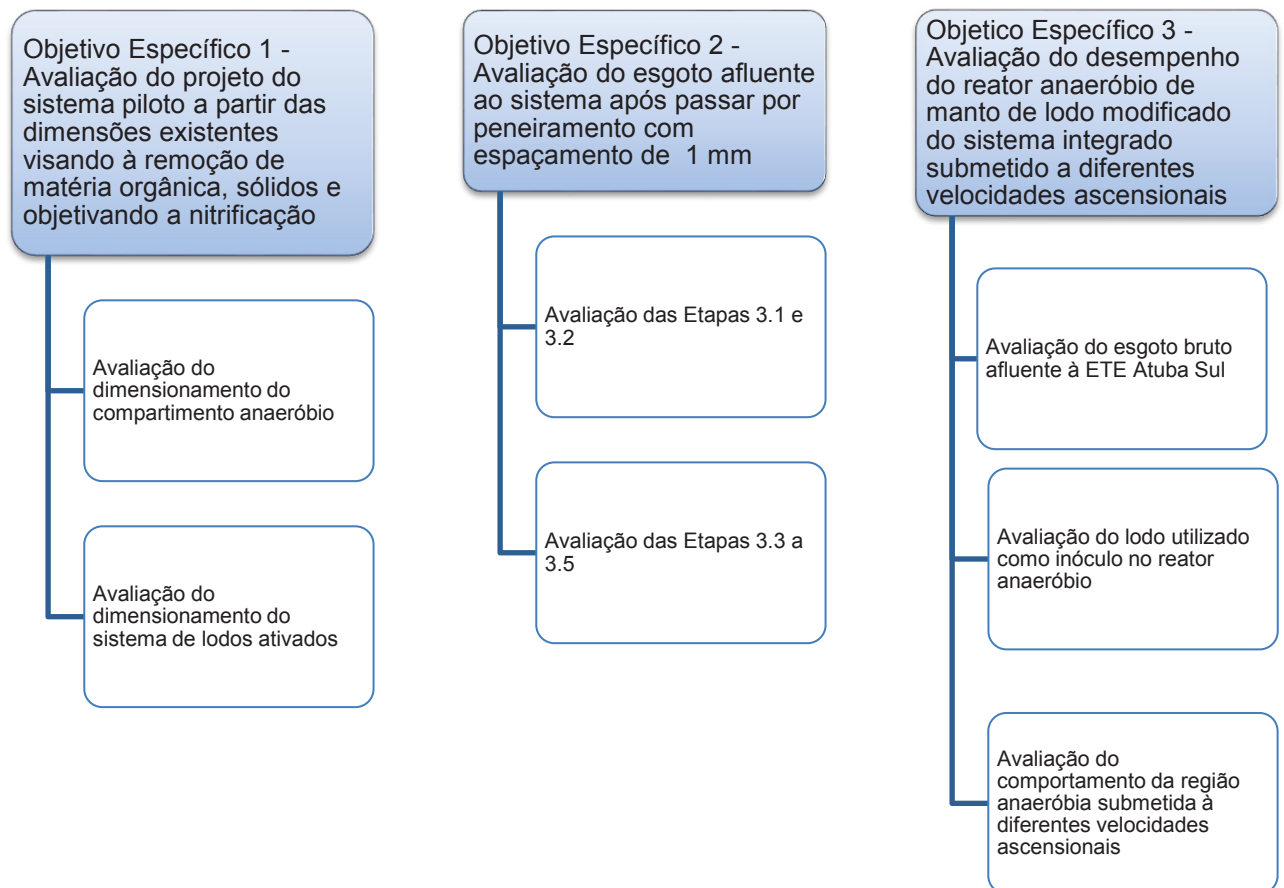 Objetivo Específico 1 -
Avaliação do projeto do
sistema piloto a partir das
dimensões existentes
visando à remoção de
matéria orgânica, sólidos e
objetivando a nitrificação
Avaliação do
dimensionamento do
compartimento anaeróbio
Avaliação do
dimensionamento do
sistema de lodos ativados
Objetivo Específico 2 -
Avaliação do esgoto afluente
ao sistema após passar por
peneiramento com
espaçamento de 1 mm
Avaliação das Etapas 3.1 e
3.2
Avaliação das Etapas 3.3 a
3.5
Objetico Específico 3 -
Avaliação do desempenho
do reator anaeróbio de
manto de lodo modificado
do sistema integrado
submetido a diferentes
velocidades ascensionais
Avaliação do esgoto bruto
afluente à ETE Atuba Sul
Avaliação do lodo utilizado
como inóculo no reator
anaeróbio
Avaliação do
comportamento da região
anaeróbia submetida à
diferentes velocidades
ascensionais